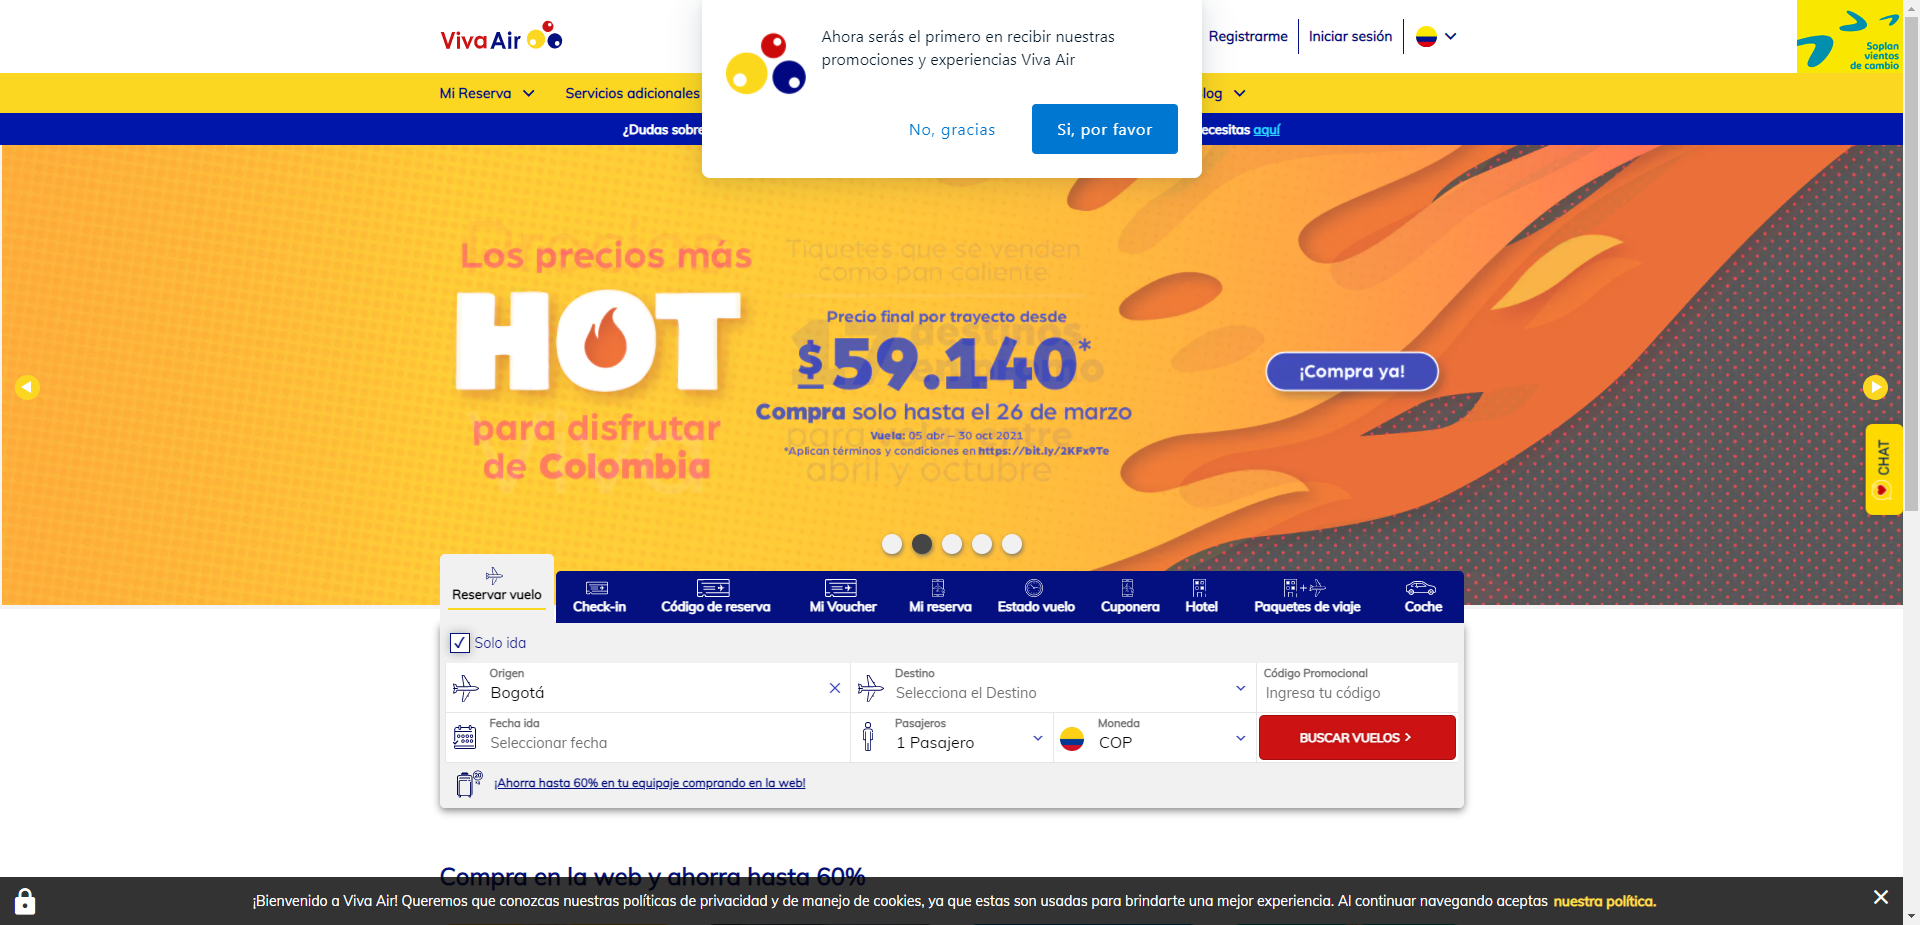 Viva Air
Ahora serás el primero en recibir nuestras
promociones y experiencias Viva Air
No, gracias
Si, por favor
Registrarme
Iniciar sesión
Soplan
vientos
de cambio
Mi Reserva
Servicios adicionales
log
¿Dudas sobre
ecesitas aquí
Los precios más
HOT
para disfrutar
de Colombia
Tiquetes que se venden
como pan caliente
Precio final por trayecto desde
$59.140*
destinos
Compra solo hasta el 26 de marzo
Vuela: 05 abr – 30 oct 2021
*Aplican términos y condiciones en https://bit.ly/2KFx9Te
para volar entre
abril y octubre
¡Compra ya!
CHAT
Reservar vuelo
Check-in
Código de reserva
Mi Voucher
Mi reserva
Estado vuelo
Cuponera
Hotel
Paquetes de viaje
Coche
Solo ida
Origen
Bogotá
Destino
Selecciona el Destino
Código Promocional
Ingresa tu código
Fecha ida
Seleccionar fecha
Pasajeros
1 Pasajero
Moneda
COP
BUSCAR VUELOS >
20
¡Ahorra hasta 60% en tu equipaje comprando en la web!
Compra en la web y ahorra hasta 60%
¡Bienvenido a Viva Air! Queremos que conozcas nuestras políticas de privacidad y de manejo de cookies, ya que estas son usadas para brindarte una mejor experiencia. Al continuar navegando aceptas nuestra política.